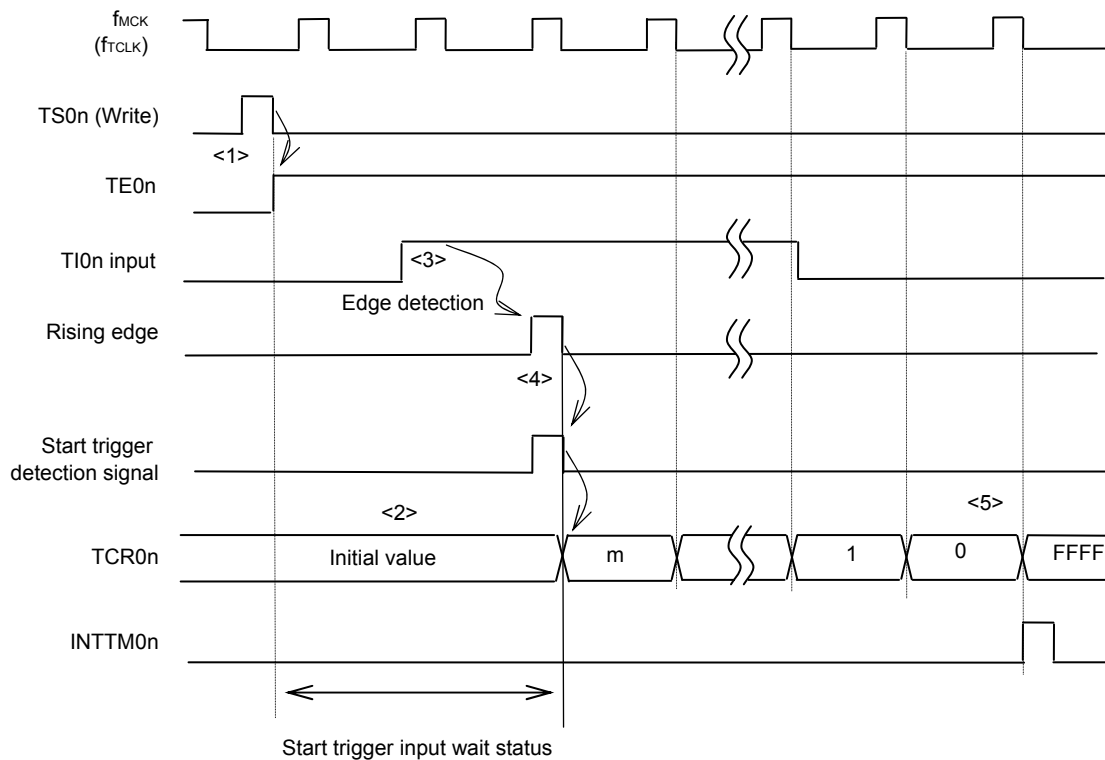 fMCK
(fTCLK)
TS0n (Write)
<1>
TE0n
TI0n input
<3>
Edge detection
Rising edge
<4>
Start trigger
detection signal
<2>
<5>
TCR0n
Initial value
m
1
0
FFFF
INTTM0n
Start trigger input wait status